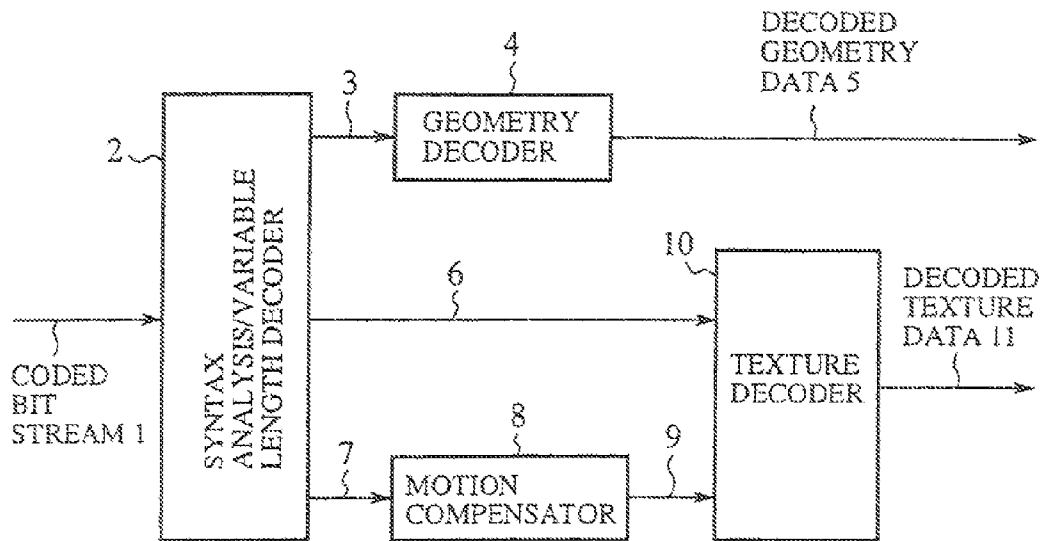 DECODED
GEOMETRY
DATA 5
4
3
GEOMETRY
DECODER
2
SYNTAX
ANALYSIS/VARIABLE
LENGTH DECODER
10
6
DECODED
TEXTURE
DATA 11
TEXTURE
DECODER
CODED
BIT
STREAM 1
8
7
9
MOTION
COMPENSATOR